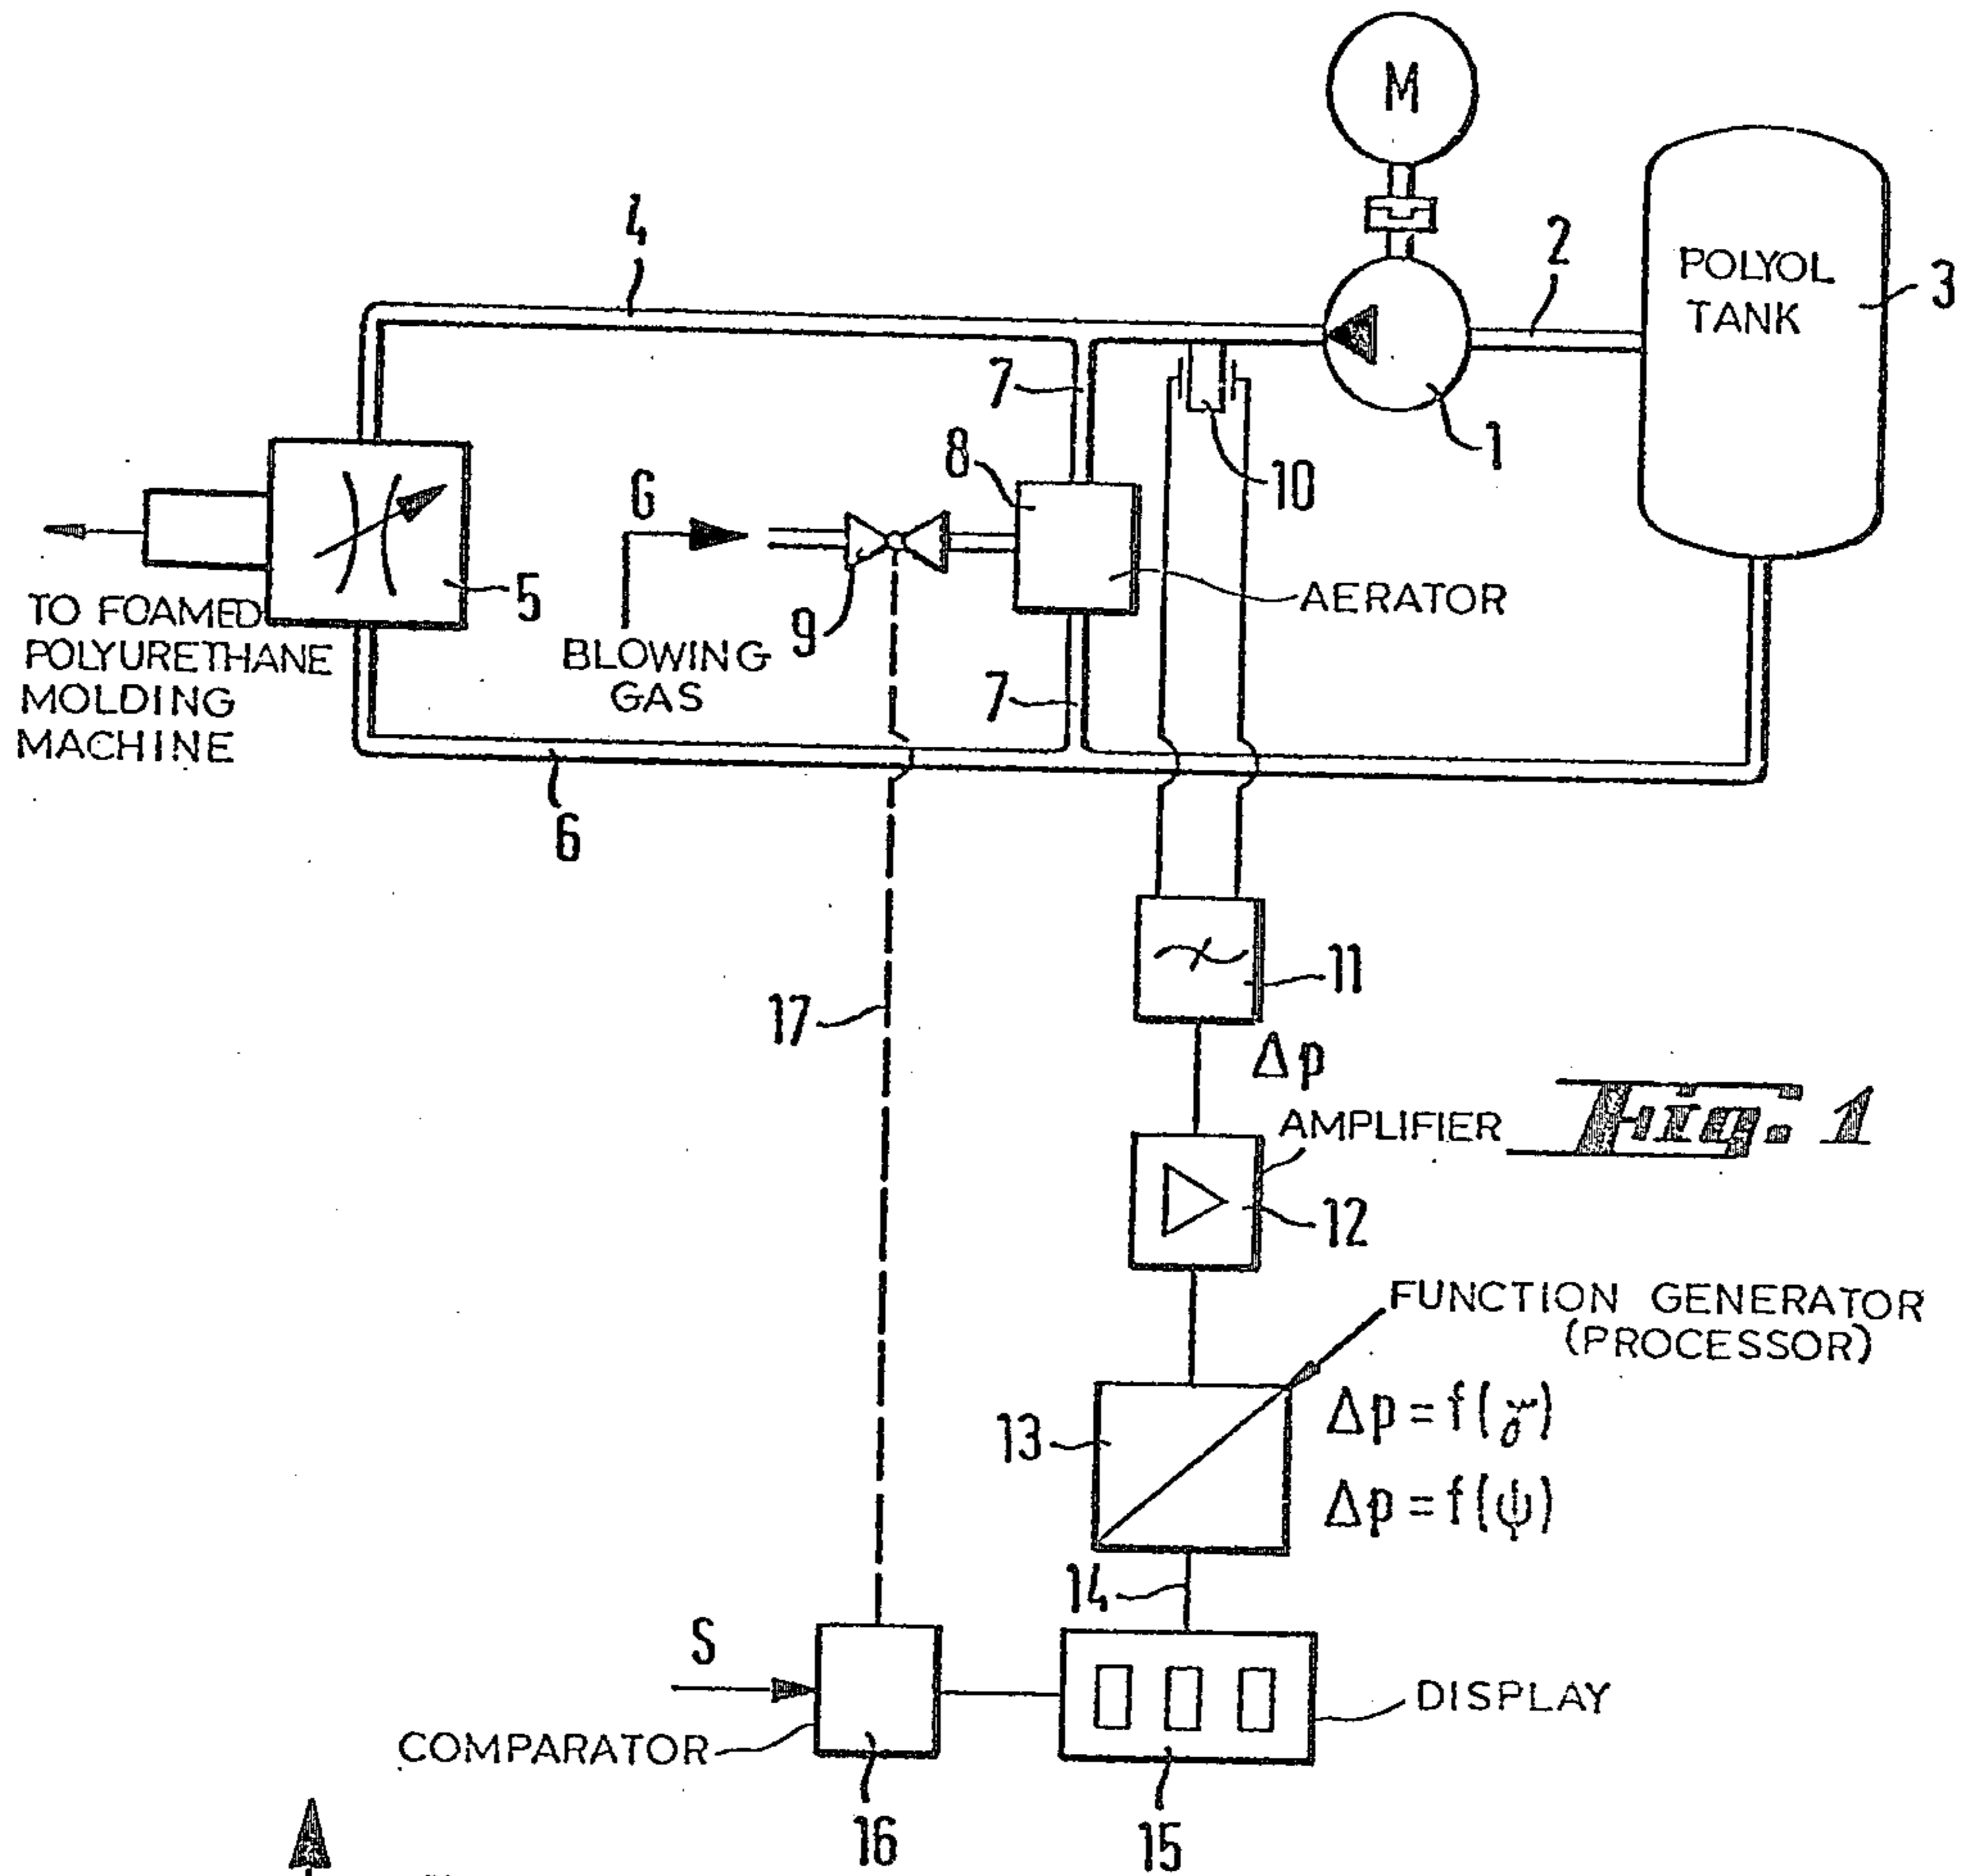 M
POLYOL
TANK
3
2
4
1
7
10
8
G
9
AERATOR
5
TO FOAMED
POLYURETHANE
MOLDING
MACHINE
BLOWING
GAS
7
6
11
17
Δp
AMPLIFIER
Fig. 1
12
FUNCTION GENERATOR
(PROCESSOR)
13
Δp = f(γ)
Δp = f(ψ)
14
S
DISPLAY
COMPARATOR
16
15